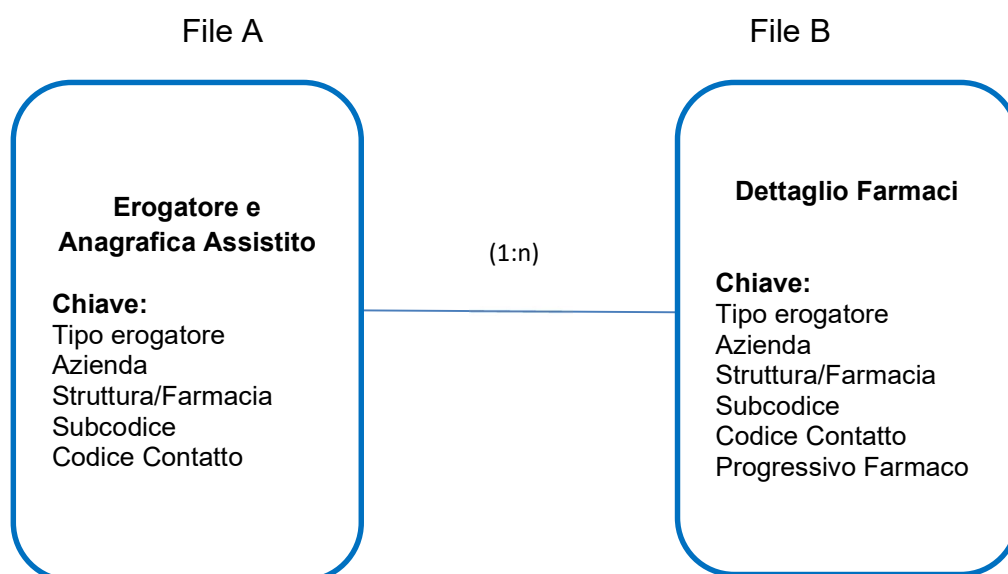 File A
File B
Erogatore e
Anagrafica Assistito
Chiave:
Tipo erogatore
Azienda
Struttura/Farmacia
Subcodice
Codice Contatto
(1:n)
Dettaglio Farmaci
Chiave:
Tipo erogatore
Azienda
Struttura/Farmacia
Subcodice
Codice Contatto
Progressivo Farmaco